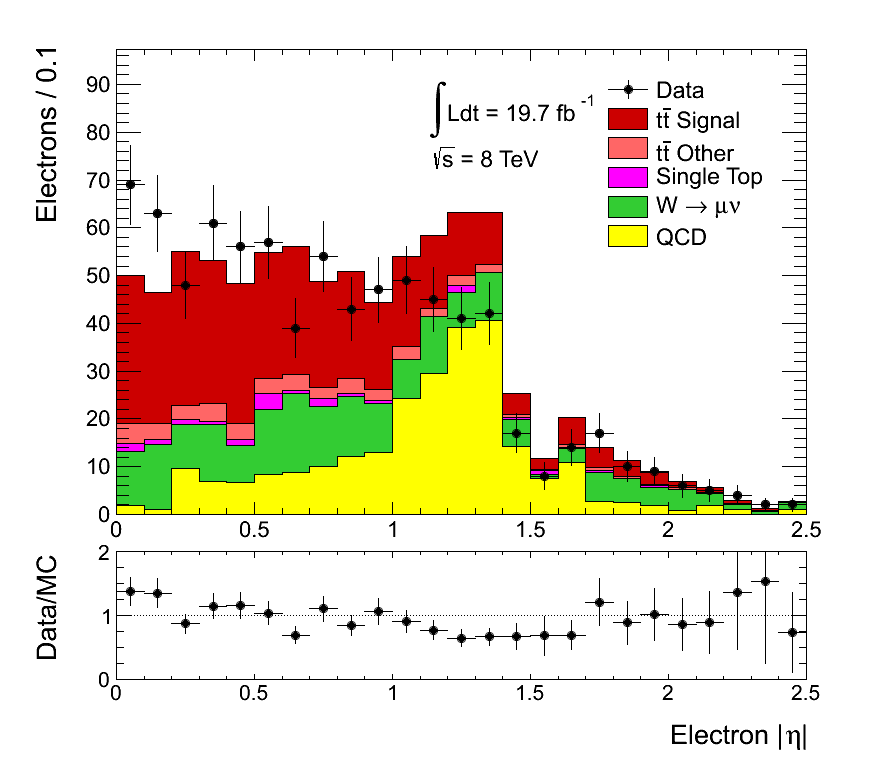 Electrons / 0.1
90
80
70
60
50
40
30
20
10
0
∫ Ldt = 19.7 fb⁻¹
√s = 8 TeV
Data
tt̄ Signal
tt̄ Other
Single Top
W → μν
QCD
0 0.5 1 1.5 2 2.5
Data/MC
2
1
0
0 0.5 1 1.5 2 2.5
Electron |η|